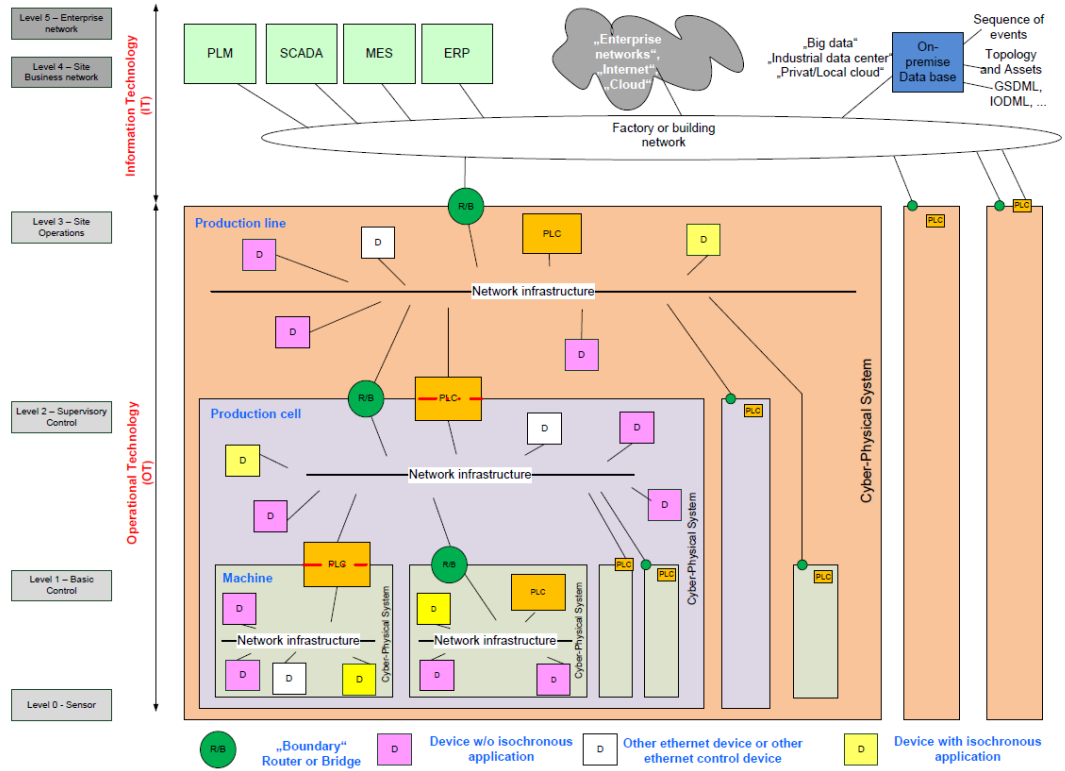 Level 5 – Enterprise
network
Level 4 – Site
Business network
Information Technology
(IT)
PLM
SCADA
MES
ERP
„Enterprise
networks“,
„Internet“,
„Cloud“
„Big data“
„Industrial data center“
„Privat/Local cloud“
On-
premise
Data base
Sequence of
events
Topology
and Assets
GSDML,
IODML, ...
Factory or building
network
Level 3 – Site
Operations
Operational Technology
(OT)
R/B
Production line
D
D
PLC
D
PLC
PLC
Network infrastructure
D
D
Level 2 – Supervisory
Control
R/B
PLC
Production cell
D
D
D
Network infrastructure
D
D
PLC
Cyber-Physical System
Cyber-Physical System
Level 1 – Basic
Control
PLC
R/B
PLC
PLC
PLC
Machine
D
Network infrastructure
D
D
D
Cyber-Physical System
D
PLC
Network infrastructure
D
D
Cyber-Physical System
Level 0 - Sensor
R/B
„Boundary“
Router or Bridge
D
Device w/o isochronous
application
D
Other ethernet device or other
ethernet control device
D
Device with isochronous
application